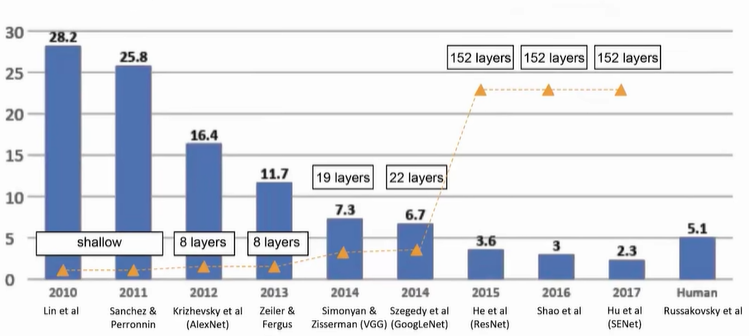 30
25
20
15
10
5
0
28.2
25.8
16.4
11.7
7.3
6.7
3.6
3
2.3
5.1
shallow
8 layers
8 layers
19 layers
22 layers
152 layers
152 layers
152 layers
2010
2011
2012
2013
2014
2014
2015
2016
2017
Human
Lin et al
Sanchez &
Perronnin
Krizhevsky et al
(AlexNet)
Zeiler &
Fergus
Simonyan &
Zisserman (VGG)
Szegedy et al
(GoogLeNet)
He et al
(ResNet)
Shao et al
Hu et al
(SENet)
Russakovsky et al